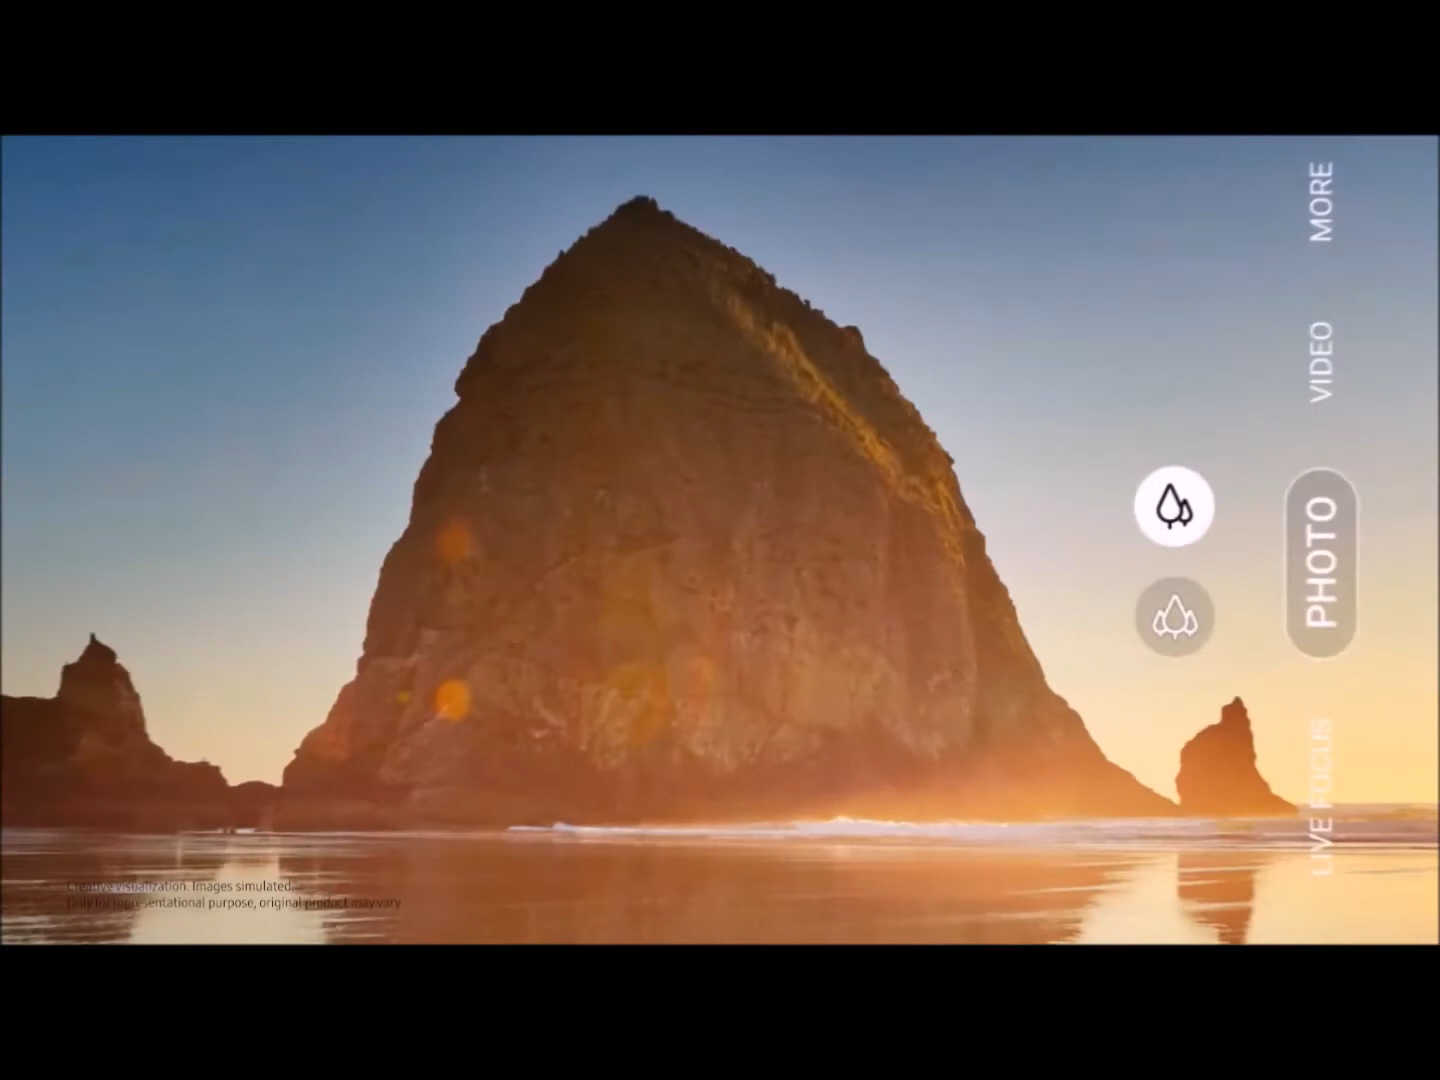 MORE
VIDEO
PHOTO
LIVE FOCUS
Creative visualization. Images simulated.
Only for representational purpose, original product may vary